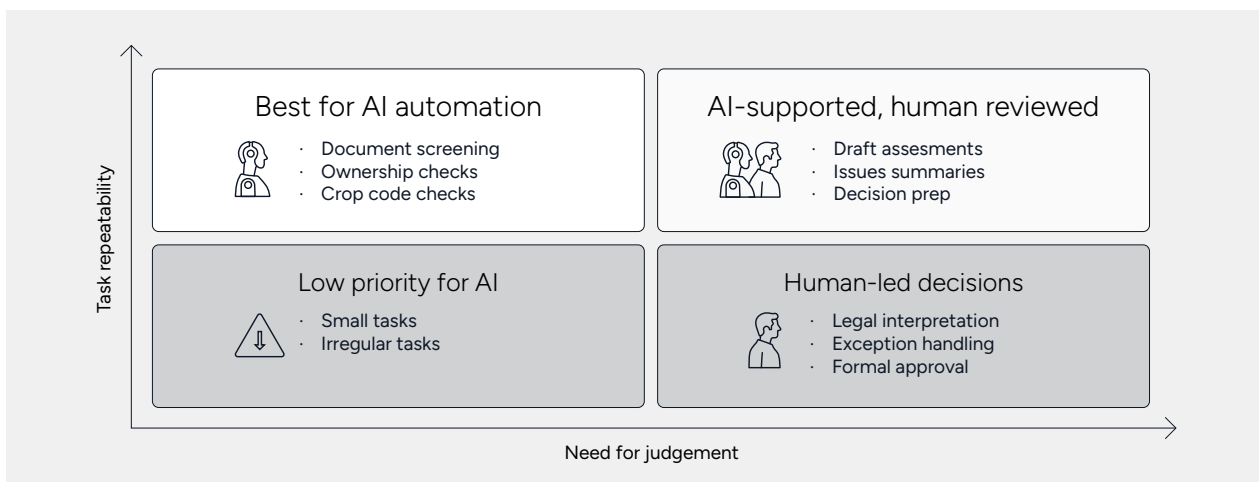 Task repeatability
Best for AI automation
· Document screening
· Ownership checks
· Crop code checks
AI-supported, human reviewed
· Draft assesments
· Issues summaries
· Decision prep
Low priority for AI
· Small tasks
· Irregular tasks
Human-led decisions
· Legal interpretation
· Exception handling
· Formal approval
Need for judgement